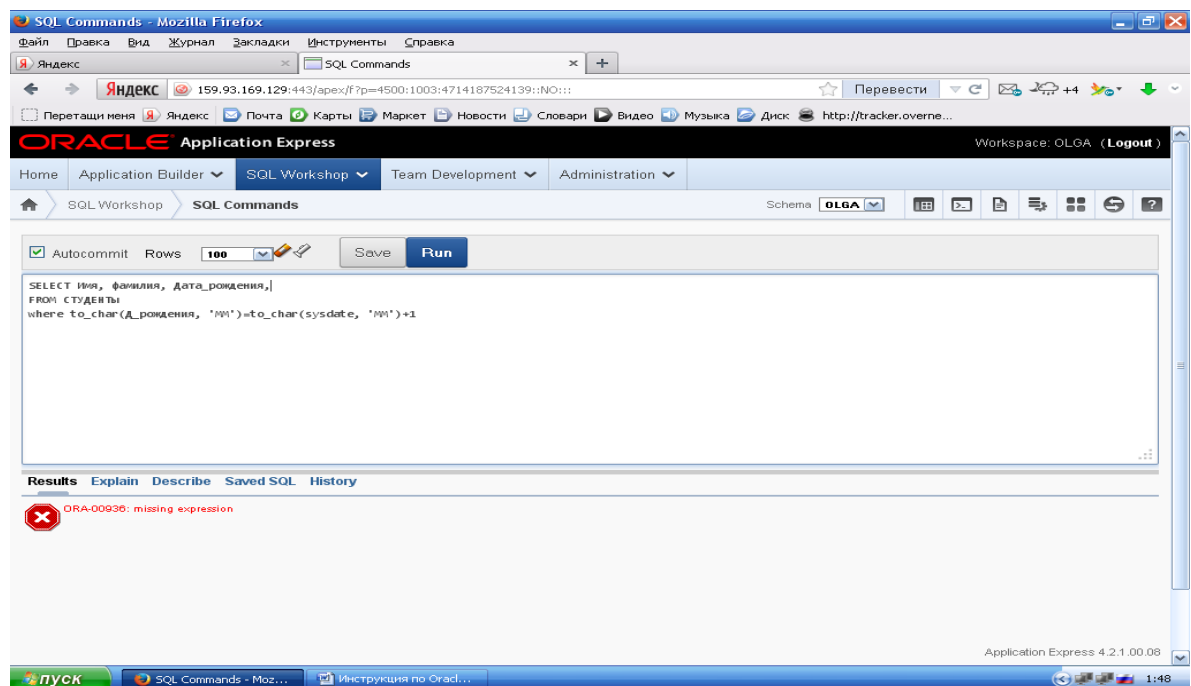 SQL Commands - Mozilla Firefox
Файл Правка Вид Журнал Закладки Инструменты Справка
Яндекс × SQL Commands × +
Яндекс 159.93.169.129:443/apex/f?p=4500:1003:4714187524139::NO::: Перевести +4
Перетащи меня Яндекс Почта Карты Маркет Новости Словари Видео Музыка Диск http://tracker.overne...
ORACLE Application Express Workspace: OLGA (Logout)
Home Application Builder SQL Workshop Team Development Administration
SQL Workshop SQL Commands Schema OLGA
Autocommit Rows 100 Save Run
SELECT Имя, фамилия, Дата_рождения,
FROM СТУДЕНТЫ
where to_char(Д_рождения, 'MM')=to_char(sysdate, 'MM')+1
Results Explain Describe Saved SQL History
ORA-00936: missing expression
Application Express 4.2.1.00.08
пуск SQL Commands - Moz... Инструкция по Oracl... 1:48